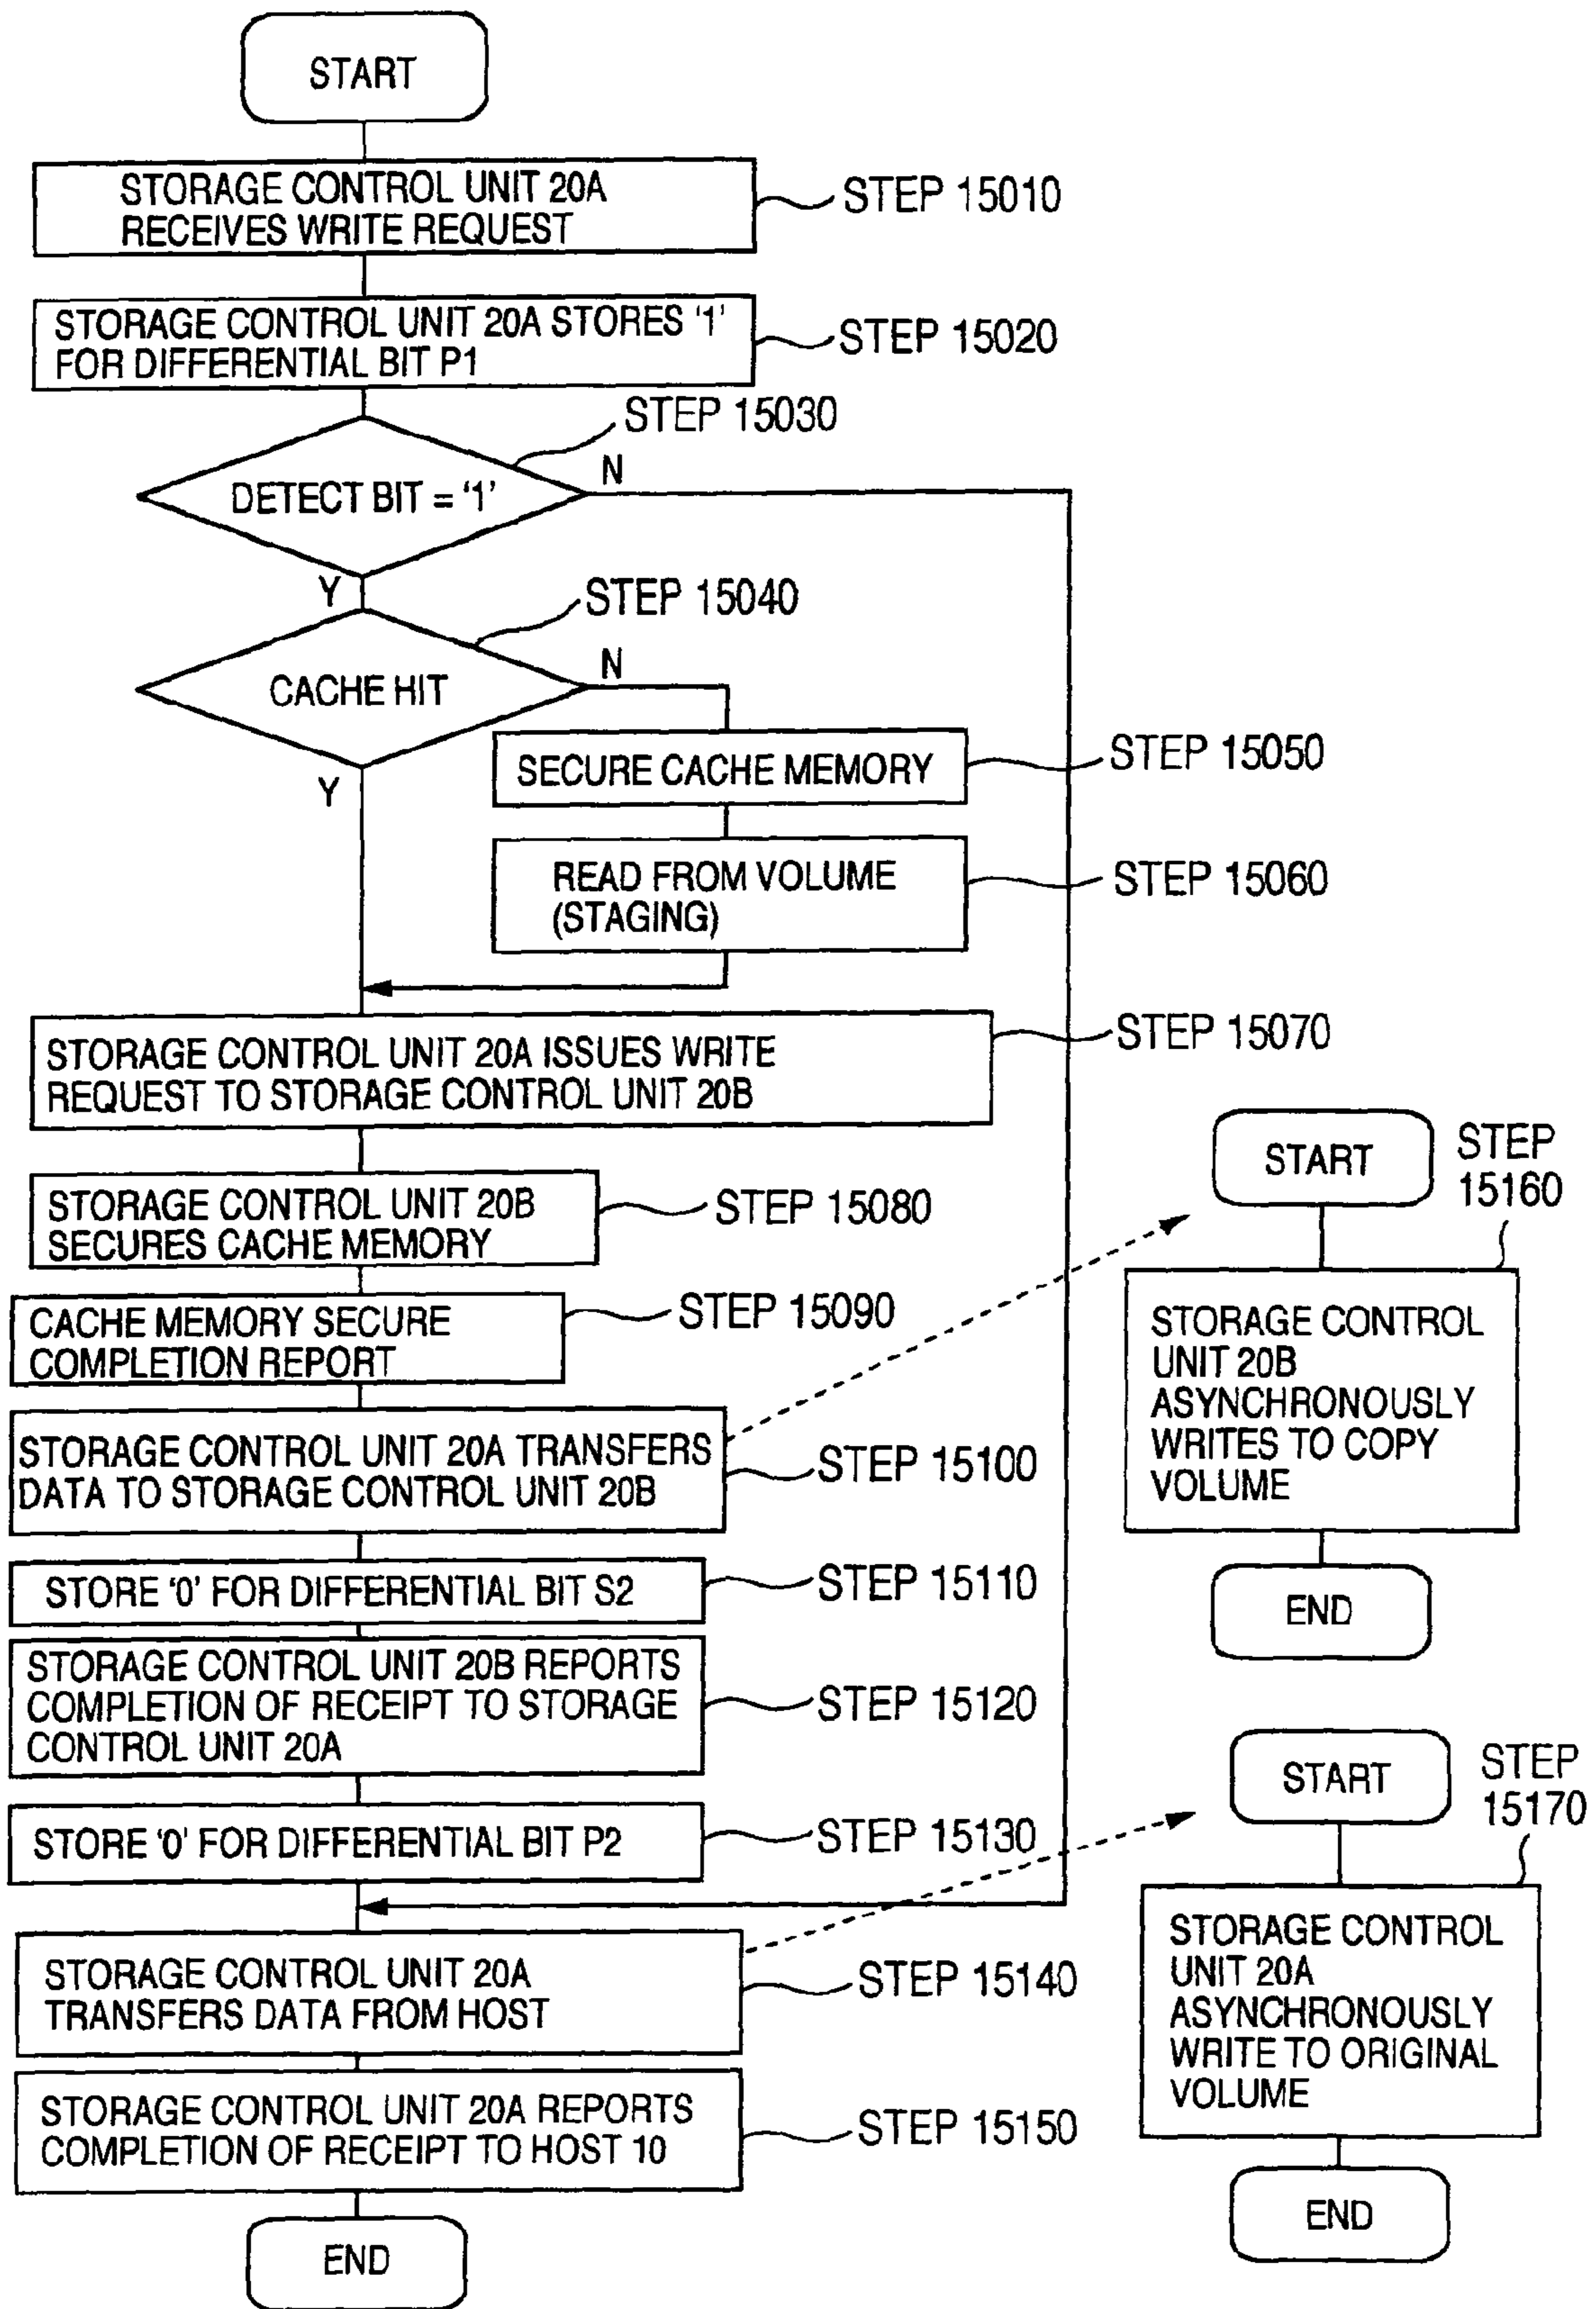 START
STORAGE CONTROL UNIT 20A
RECEIVES WRITE REQUEST
STEP 15010
STORAGE CONTROL UNIT 20A STORES '1'
FOR DIFFERENTIAL BIT P1
STEP 15020
STEP 15030
DETECT BIT = '1'
N
Y
STEP 15040
CACHE HIT
N
Y
SECURE CACHE MEMORY
STEP 15050
READ FROM VOLUME
(STAGING)
STEP 15060
STORAGE CONTROL UNIT 20A ISSUES WRITE
REQUEST TO STORAGE CONTROL UNIT 20B
STEP 15070
STORAGE CONTROL UNIT 20B
SECURES CACHE MEMORY
STEP 15080
CACHE MEMORY SECURE
COMPLETION REPORT
STEP 15090
STORAGE CONTROL UNIT 20A TRANSFERS
DATA TO STORAGE CONTROL UNIT 20B
STEP 15100
STORE '0' FOR DIFFERENTIAL BIT S2
STEP 15110
STORAGE CONTROL UNIT 20B REPORTS
COMPLETION OF RECEIPT TO STORAGE
CONTROL UNIT 20A
STEP 15120
STORE '0' FOR DIFFERENTIAL BIT P2
STEP 15130
STORAGE CONTROL UNIT 20A
TRANSFERS DATA FROM HOST
STEP 15140
STORAGE CONTROL UNIT 20A REPORTS
COMPLETION OF RECEIPT TO HOST 10
STEP 15150
END
START
STEP
15160
STORAGE CONTROL
UNIT 20B
ASYNCHRONOUSLY
WRITES TO COPY
VOLUME
END
START
STEP
15170
STORAGE CONTROL
UNIT 20A
ASYNCHRONOUSLY
WRITE TO ORIGINAL
VOLUME
END